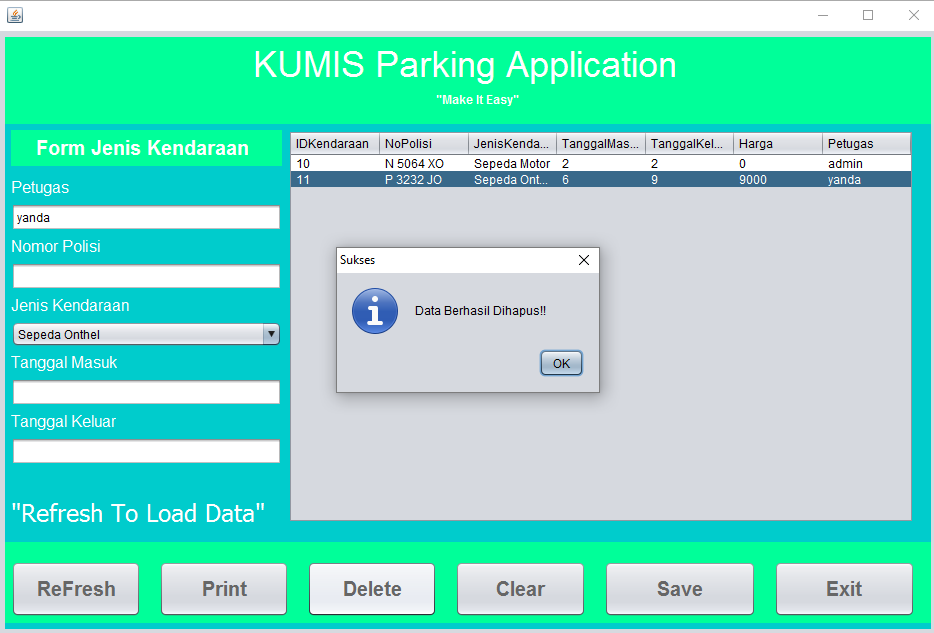 KUMIS Parking Application
"Make It Easy"
Form Jenis Kendaraan
Petugas
yanda
Nomor Polisi
Jenis Kendaraan
Sepeda Onthel
Tanggal Masuk
Tanggal Keluar
"Refresh To Load Data"
IDKendaraan NoPolisi JenisKenda... TanggalMas... TanggalKel... Harga Petugas
10 N 5064 XO Sepeda Motor 2 2 0 admin
11 P 3232 JO Sepeda Ont... 6 9 9000 yanda
Sukses
Data Berhasil Dihapus!!
OK
ReFresh Print Delete Clear Save Exit